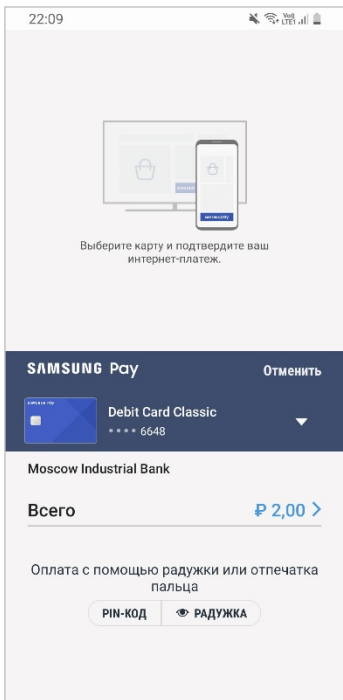 22:09
Выберите карту и подтвердите ваш
интернет-платеж.
SAMSUNG Pay
Отменить
Debit Card Classic
•••• 6648
Moscow Industrial Bank
Всего
₽ 2,00 >
Оплата с помощью радужки или отпечатка
пальца
PIN-КОД
РАДУЖКА